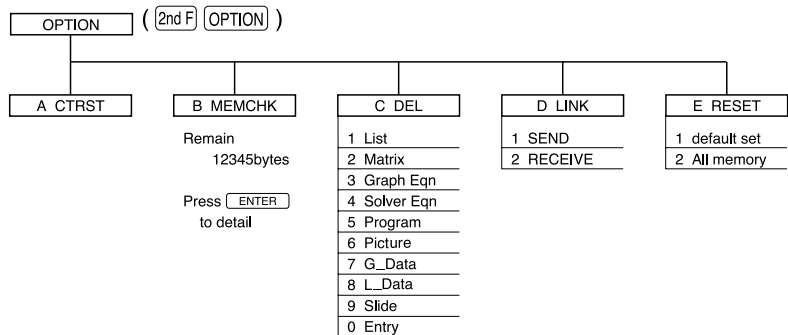 OPTION ( 2nd F OPTION )
A CTRST
B MEMCHK
Remain
12345bytes
Press ENTER
to detail
C DEL
1 List
2 Matrix
3 Graph Eqn
4 Solver Eqn
5 Program
6 Picture
7 G_Data
8 L_Data
9 Slide
0 Entry
D LINK
1 SEND
2 RECEIVE
E RESET
1 default set
2 All memory